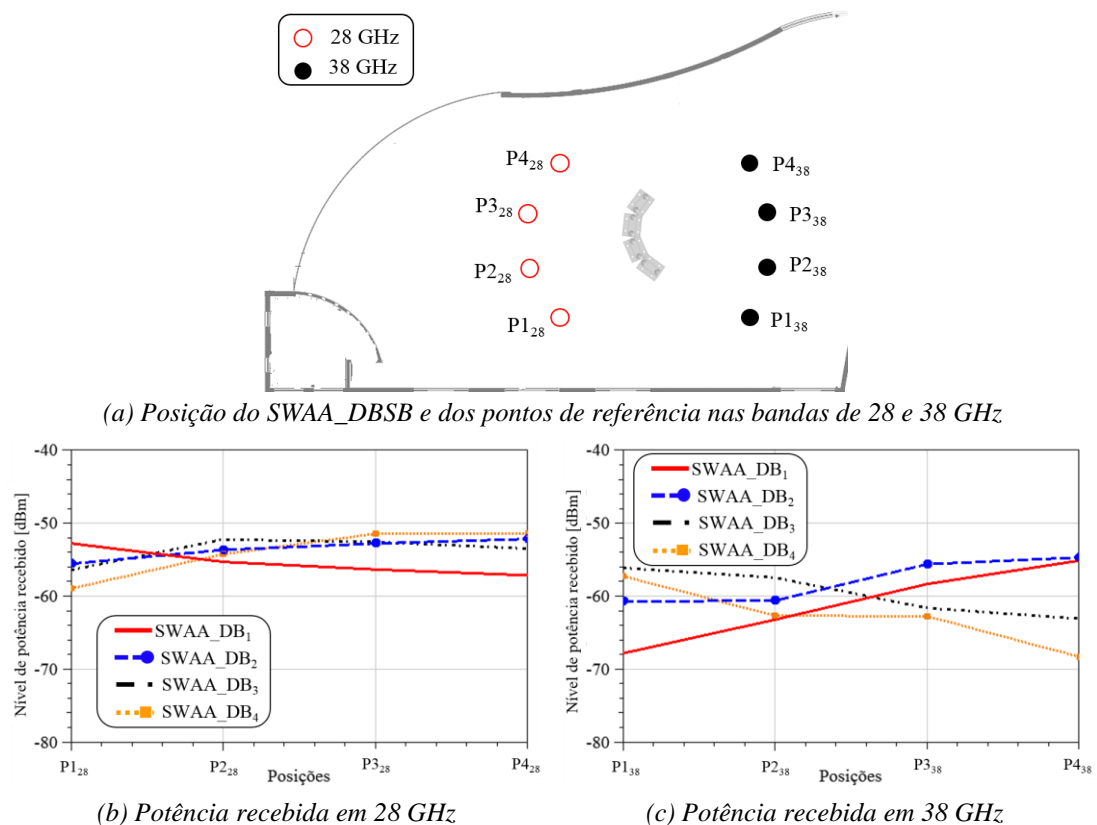 28 GHz
38 GHz
P4₂₈
P4₃₈
P3₂₈
P3₃₈
P2₂₈
P2₃₈
P1₂₈
P1₃₈
(a) Posição do SWAA_DBSB e dos pontos de referência nas bandas de 28 e 38 GHz
Nível de potência recebido [dBm]
-40
-50
-60
-70
-80
SWAA_DB₁
SWAA_DB₂
SWAA_DB₃
SWAA_DB₄
P1₂₈
P2₂₈
P3₂₈
P4₂₈
Posições
(b) Potência recebida em 28 GHz
Nível de potência recebido [dBm]
-40
-50
-60
-70
-80
SWAA_DB₁
SWAA_DB₂
SWAA_DB₃
SWAA_DB₄
P1₃₈
P2₃₈
P3₃₈
P4₃₈
Posições
(c) Potência recebida em 38 GHz